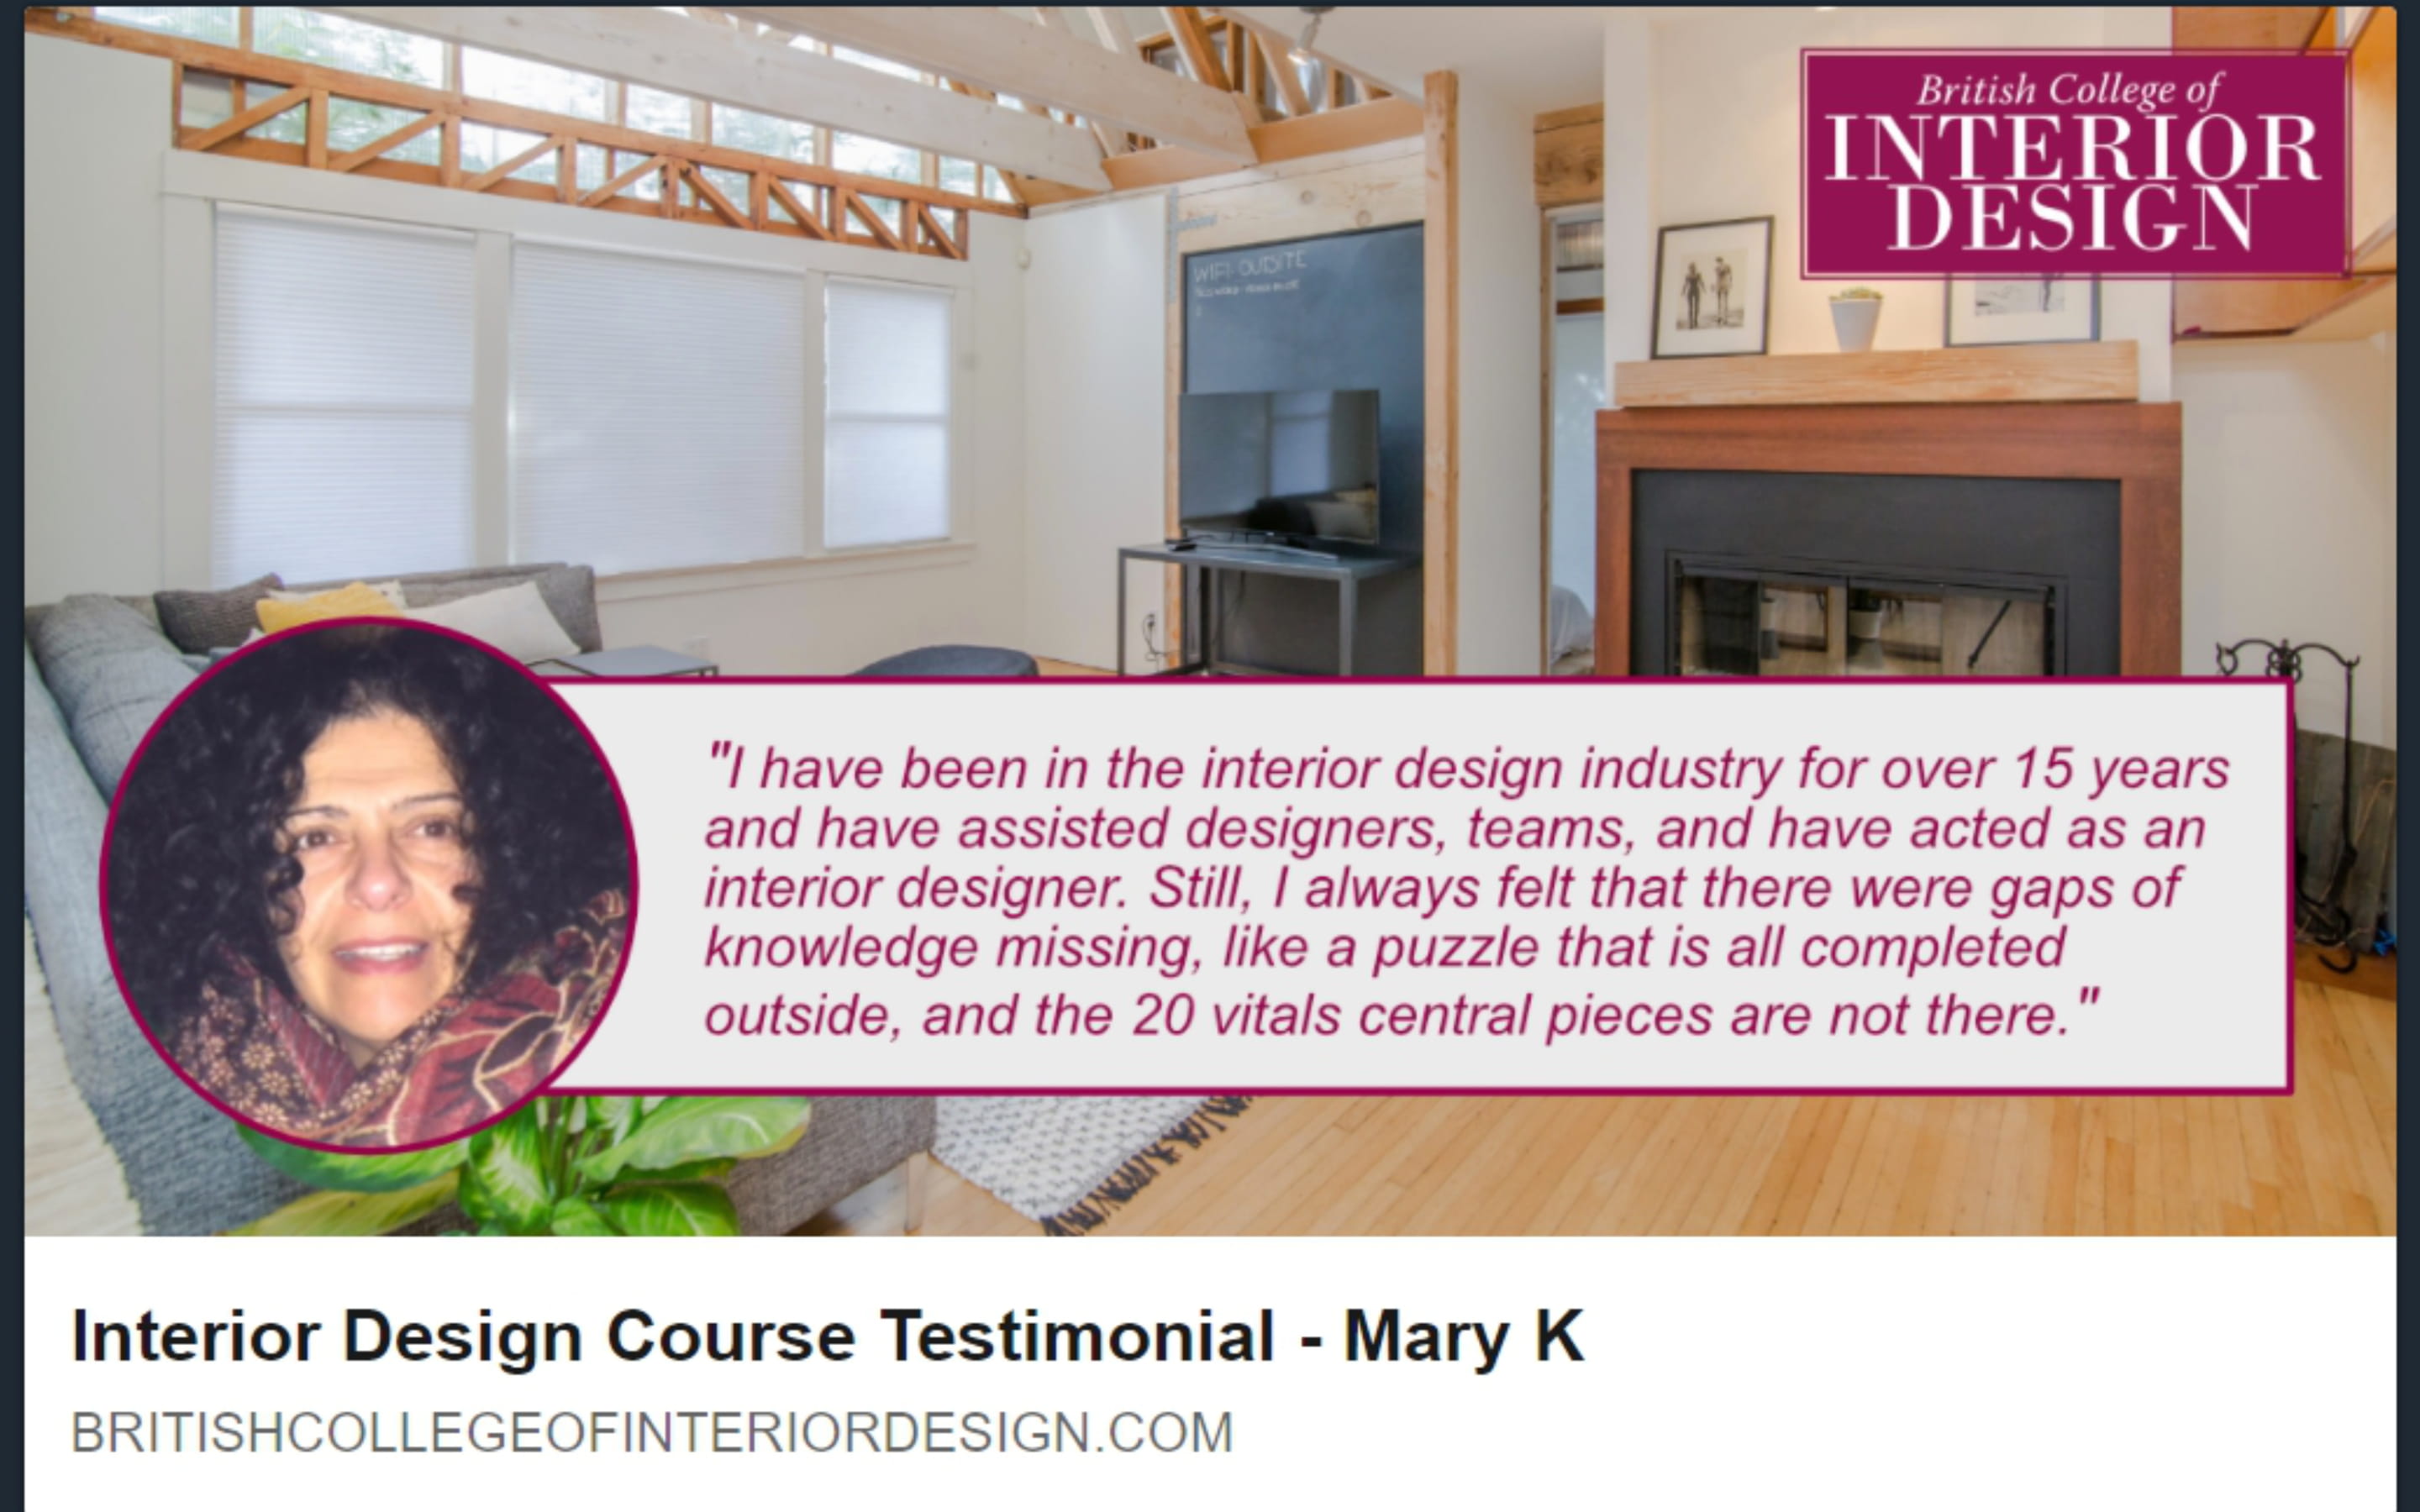 British College of
INTERIOR
DESIGN
WIFI-OUTSITE
"I have been in the interior design industry for over 15 years
and have assisted designers, teams, and have acted as an
interior designer. Still, I always felt that there were gaps of
knowledge missing, like a puzzle that is all completed
outside, and the 20 vitals central pieces are not there."
Interior Design Course Testimonial - Mary K
BRITISHCOLLEGEOFINTERIORDESIGN.COM